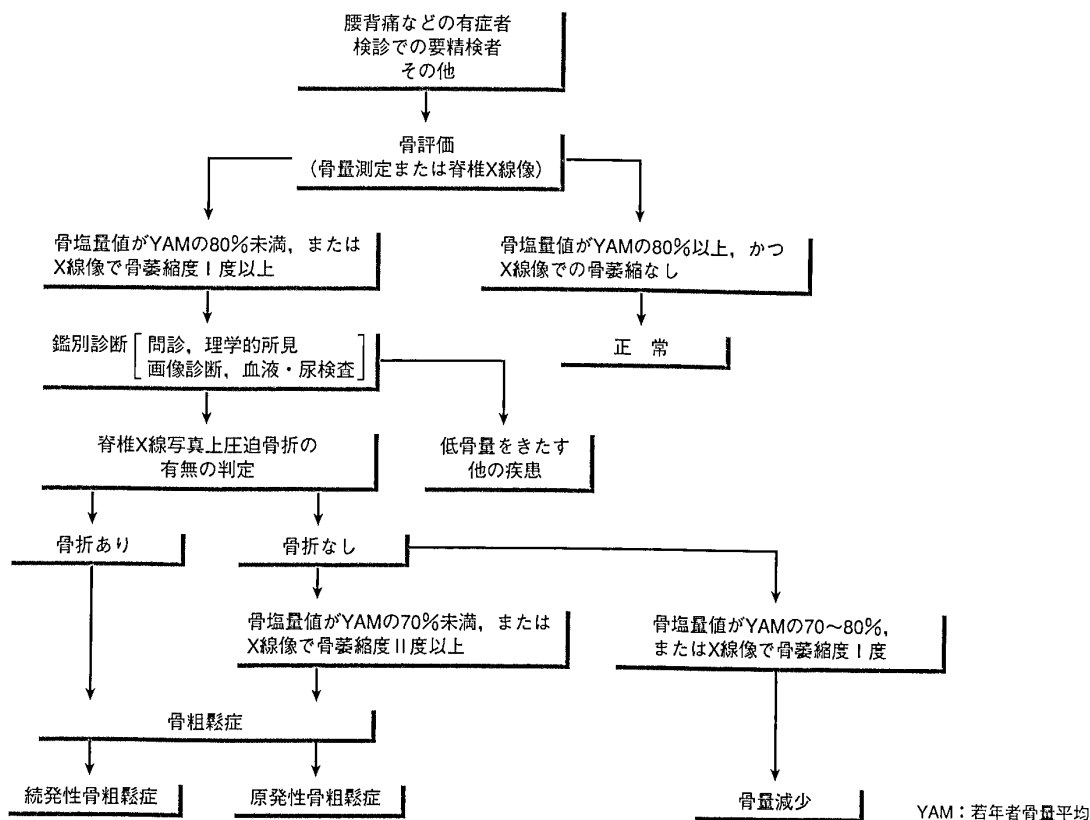 腰背痛などの有症者
検診での要精検者
その他
骨評価
（骨量測定または脊椎X線像）
骨塩量値がYAMの80%未満，または
X線像で骨萎縮度Ⅰ度以上
骨塩量値がYAMの80%以上，かつ
X線像での骨萎縮なし
鑑別診断
問診，理学的所見
画像診断，血液・尿検査
正 常
脊椎X線写真上圧迫骨折の
有無の判定
低骨量をきたす
他の疾患
骨折あり
骨折なし
骨塩量値がYAMの70%未満，または
X線像で骨萎縮度Ⅱ度以上
骨塩量値がYAMの70～80%，
またはX線像で骨萎縮度Ⅰ度
骨粗鬆症
続発性骨粗鬆症
原発性骨粗鬆症
骨量減少
YAM：若年者骨量平均